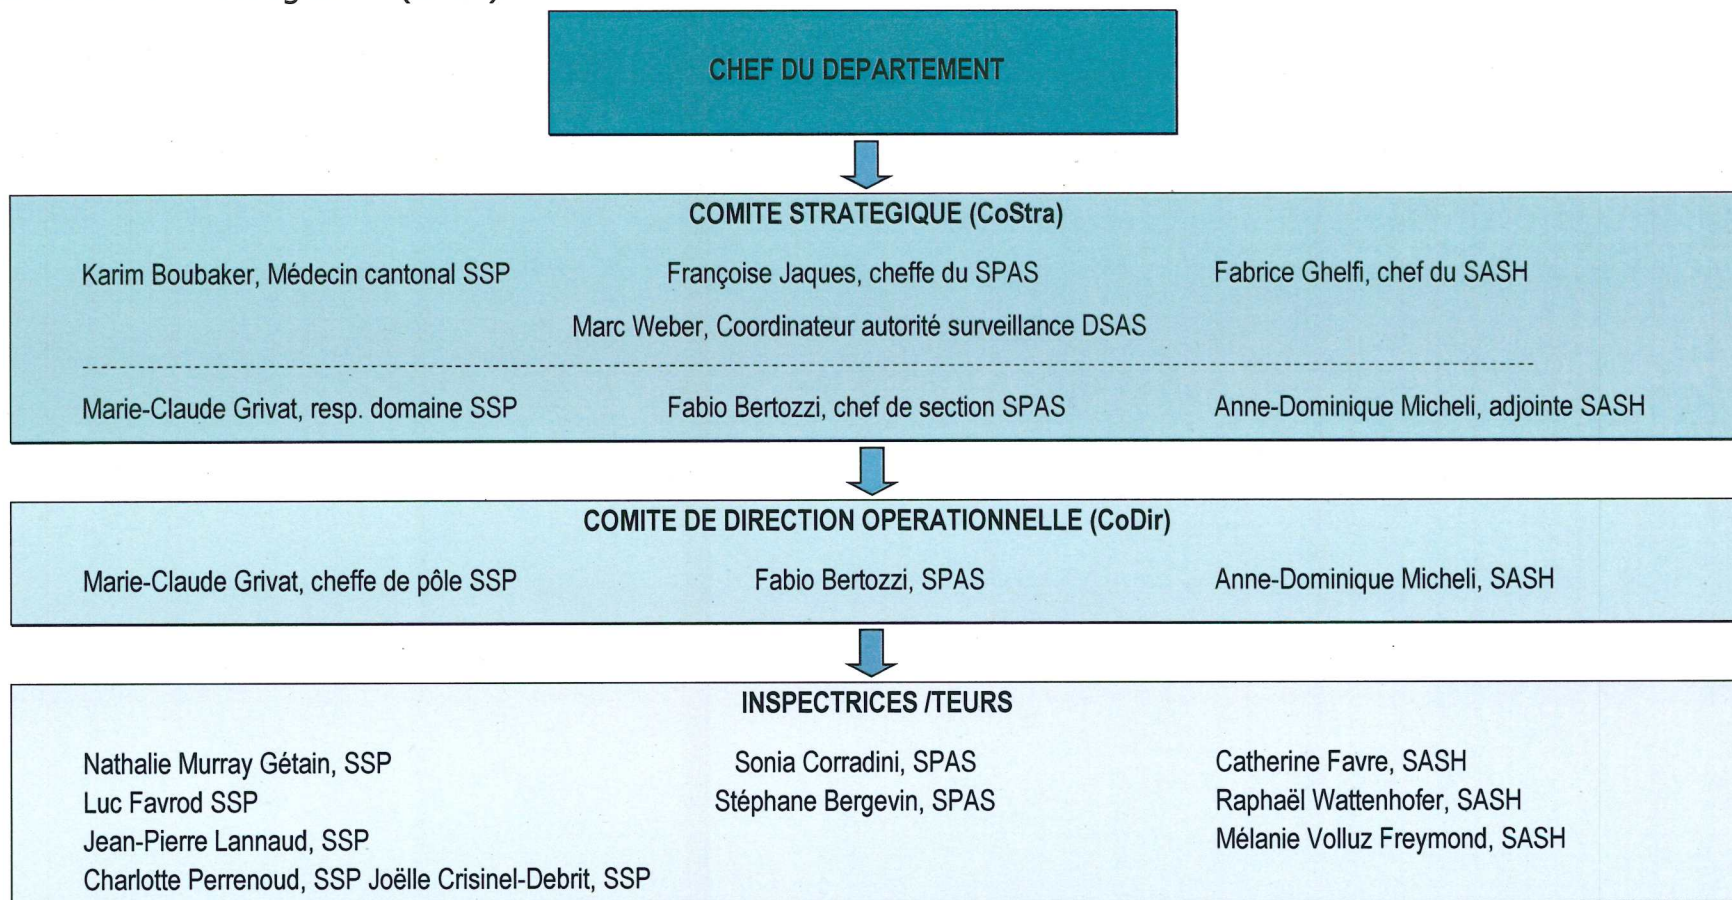 CHEF DU DEPARTEMENT
COMITE STRATEGIQUE (CoStra)
Karim Boubaker, Médecin cantonal SSP Françoise Jaques, cheffe du SPAS Fabrice Ghelfi, chef du SASH
Marc Weber, Coordinateur autorité surveillance DSAS
Marie-Claude Grivat, resp. domaine SSP Fabio Bertozzi, chef de section SPAS Anne-Dominique Micheli, adjointe SASH
COMITE DE DIRECTION OPERATIONNELLE (CoDir)
Marie-Claude Grivat, cheffe de pôle SSP Fabio Bertozzi, SPAS Anne-Dominique Micheli, SASH
INSPECTRICES /TEURS
Nathalie Murray Gétain, SSP Sonia Corradini, SPAS Catherine Favre, SASH
Luc Favrod SSP Stéphane Bergevin, SPAS Raphaël Wattenhofer, SASH
Jean-Pierre Lannaud, SSP Mélanie Volluz Freymond, SASH
Charlotte Perrenoud, SSP Joëlle Crisinel-Debrit, SSP